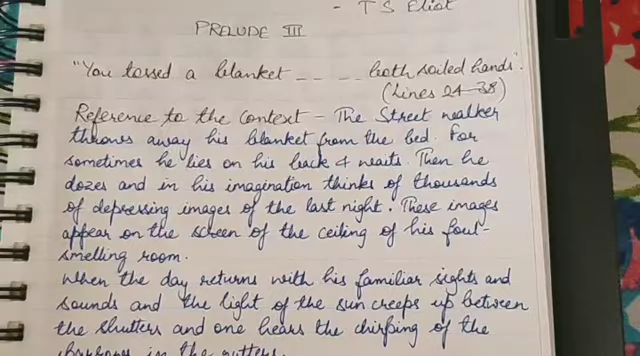 - T S Eliot
PRELUDE III
"You tossed a blanket _ _ _ _ both soiled hands".
(Lines 24-38)
Reference to the context - The Street walker
throws away his blanket from the bed. For
sometimes he lies on his back & waits. Then he
dozes and in his imagination thinks of thousands
of depressing images of the last night. These images
appear on the screen of the ceiling of his foul-
smelling room.
When the day returns with his familiar sights and
sounds and the light of the sun creeps up between
the shutters and one hears the chirping of the
sparrows in the gutters.